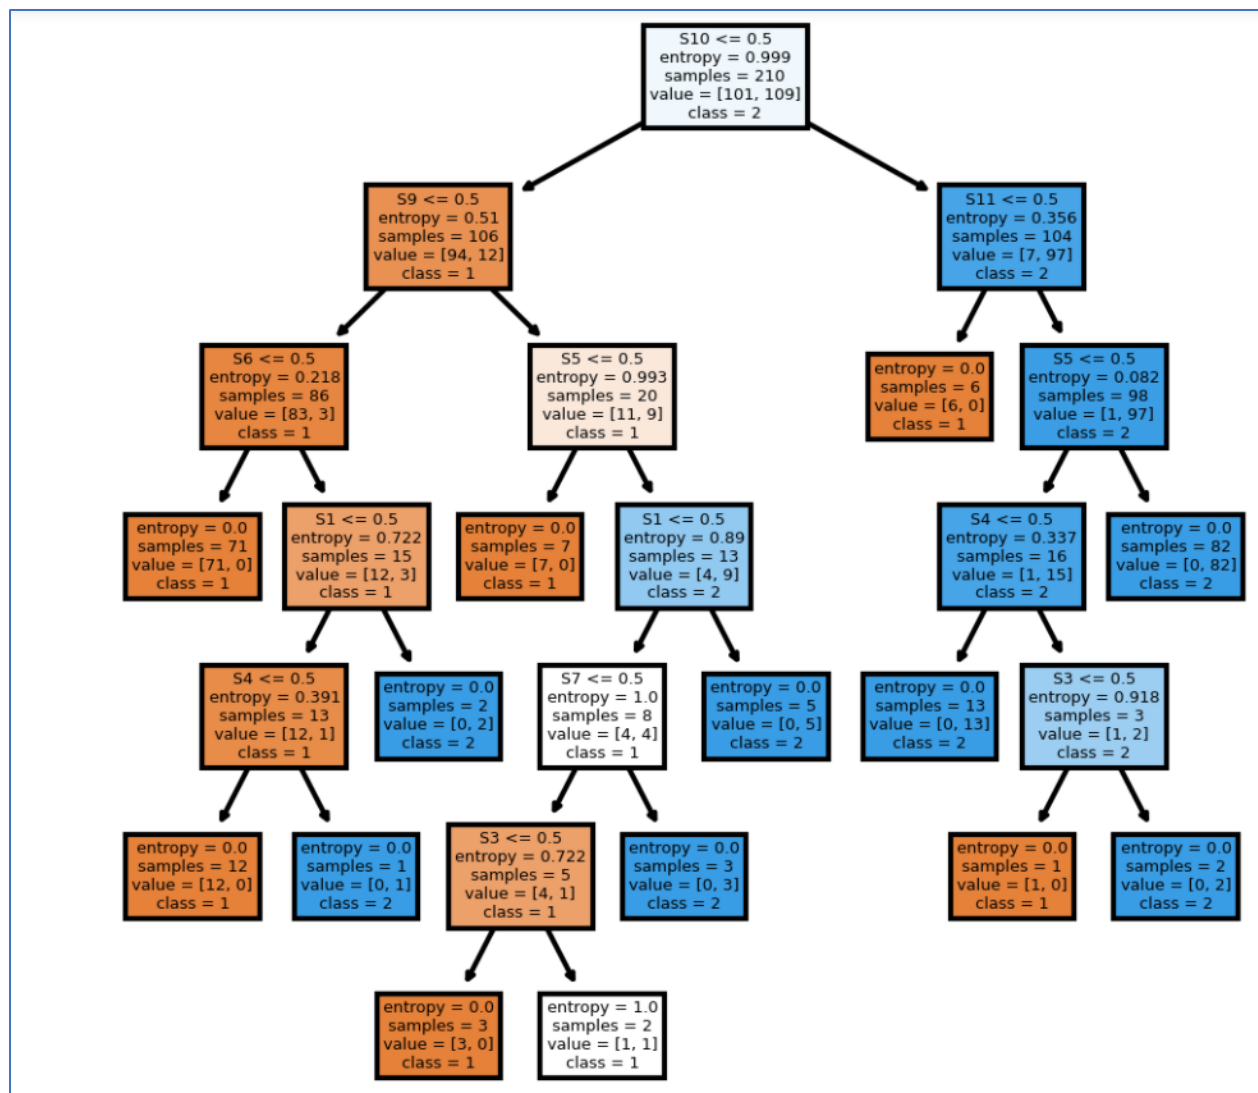 S10 <= 0.5
entropy = 0.999
samples = 210
value = [101, 109]
class = 2
S9 <= 0.5
entropy = 0.51
samples = 106
value = [94, 12]
class = 1
S11 <= 0.5
entropy = 0.356
samples = 104
value = [7, 97]
class = 2
S6 <= 0.5
entropy = 0.218
samples = 86
value = [83, 3]
class = 1
S5 <= 0.5
entropy = 0.993
samples = 20
value = [11, 9]
class = 1
entropy = 0.0
samples = 6
value = [6, 0]
class = 1
S5 <= 0.5
entropy = 0.082
samples = 98
value = [1, 97]
class = 2
entropy = 0.0
samples = 71
value = [71, 0]
class = 1
S1 <= 0.5
entropy = 0.722
samples = 15
value = [12, 3]
class = 1
entropy = 0.0
samples = 7
value = [7, 0]
class = 1
S1 <= 0.5
entropy = 0.89
samples = 13
value = [4, 9]
class = 2
S4 <= 0.5
entropy = 0.337
samples = 16
value = [1, 15]
class = 2
entropy = 0.0
samples = 82
value = [0, 82]
class = 2
S4 <= 0.5
entropy = 0.391
samples = 13
value = [12, 1]
class = 1
entropy = 0.0
samples = 2
value = [0, 2]
class = 2
S7 <= 0.5
entropy = 1.0
samples = 8
value = [4, 4]
class = 1
entropy = 0.0
samples = 5
value = [0, 5]
class = 2
entropy = 0.0
samples = 13
value = [0, 13]
class = 2
S3 <= 0.5
entropy = 0.918
samples = 3
value = [1, 2]
class = 2
entropy = 0.0
samples = 12
value = [12, 0]
class = 1
entropy = 0.0
samples = 1
value = [0, 1]
class = 2
S3 <= 0.5
entropy = 0.722
samples = 5
value = [4, 1]
class = 1
entropy = 0.0
samples = 3
value = [0, 3]
class = 2
entropy = 0.0
samples = 1
value = [1, 0]
class = 1
entropy = 0.0
samples = 2
value = [0, 2]
class = 2
entropy = 0.0
samples = 3
value = [3, 0]
class = 1
entropy = 1.0
samples = 2
value = [1, 1]
class = 1